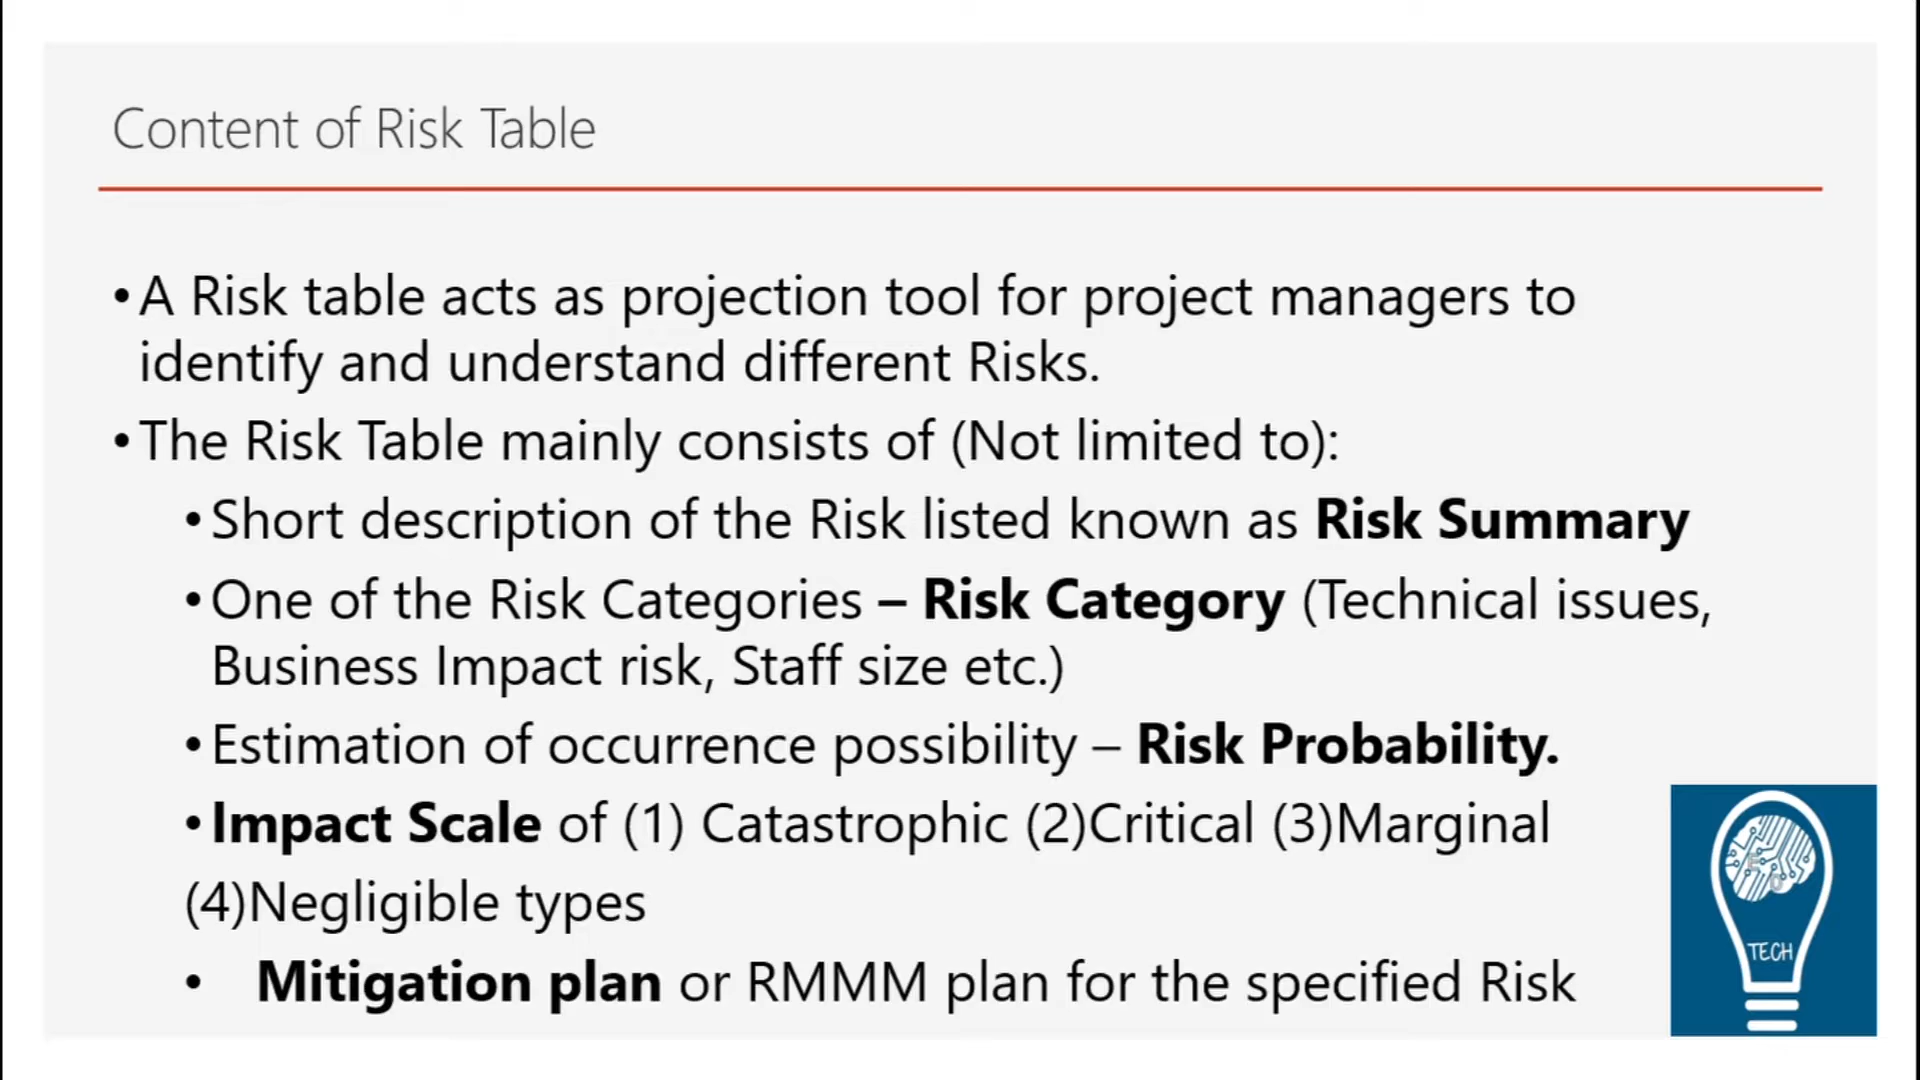 Content of Risk Table
• A Risk table acts as projection tool for project managers to
identify and understand different Risks.
• The Risk Table mainly consists of (Not limited to):
• Short description of the Risk listed known as Risk Summary
• One of the Risk Categories – Risk Category (Technical issues,
Business Impact risk, Staff size etc.)
• Estimation of occurrence possibility – Risk Probability.
• Impact Scale of (1) Catastrophic (2)Critical (3)Marginal
(4)Negligible types
• Mitigation plan or RMMM plan for the specified Risk
TECH